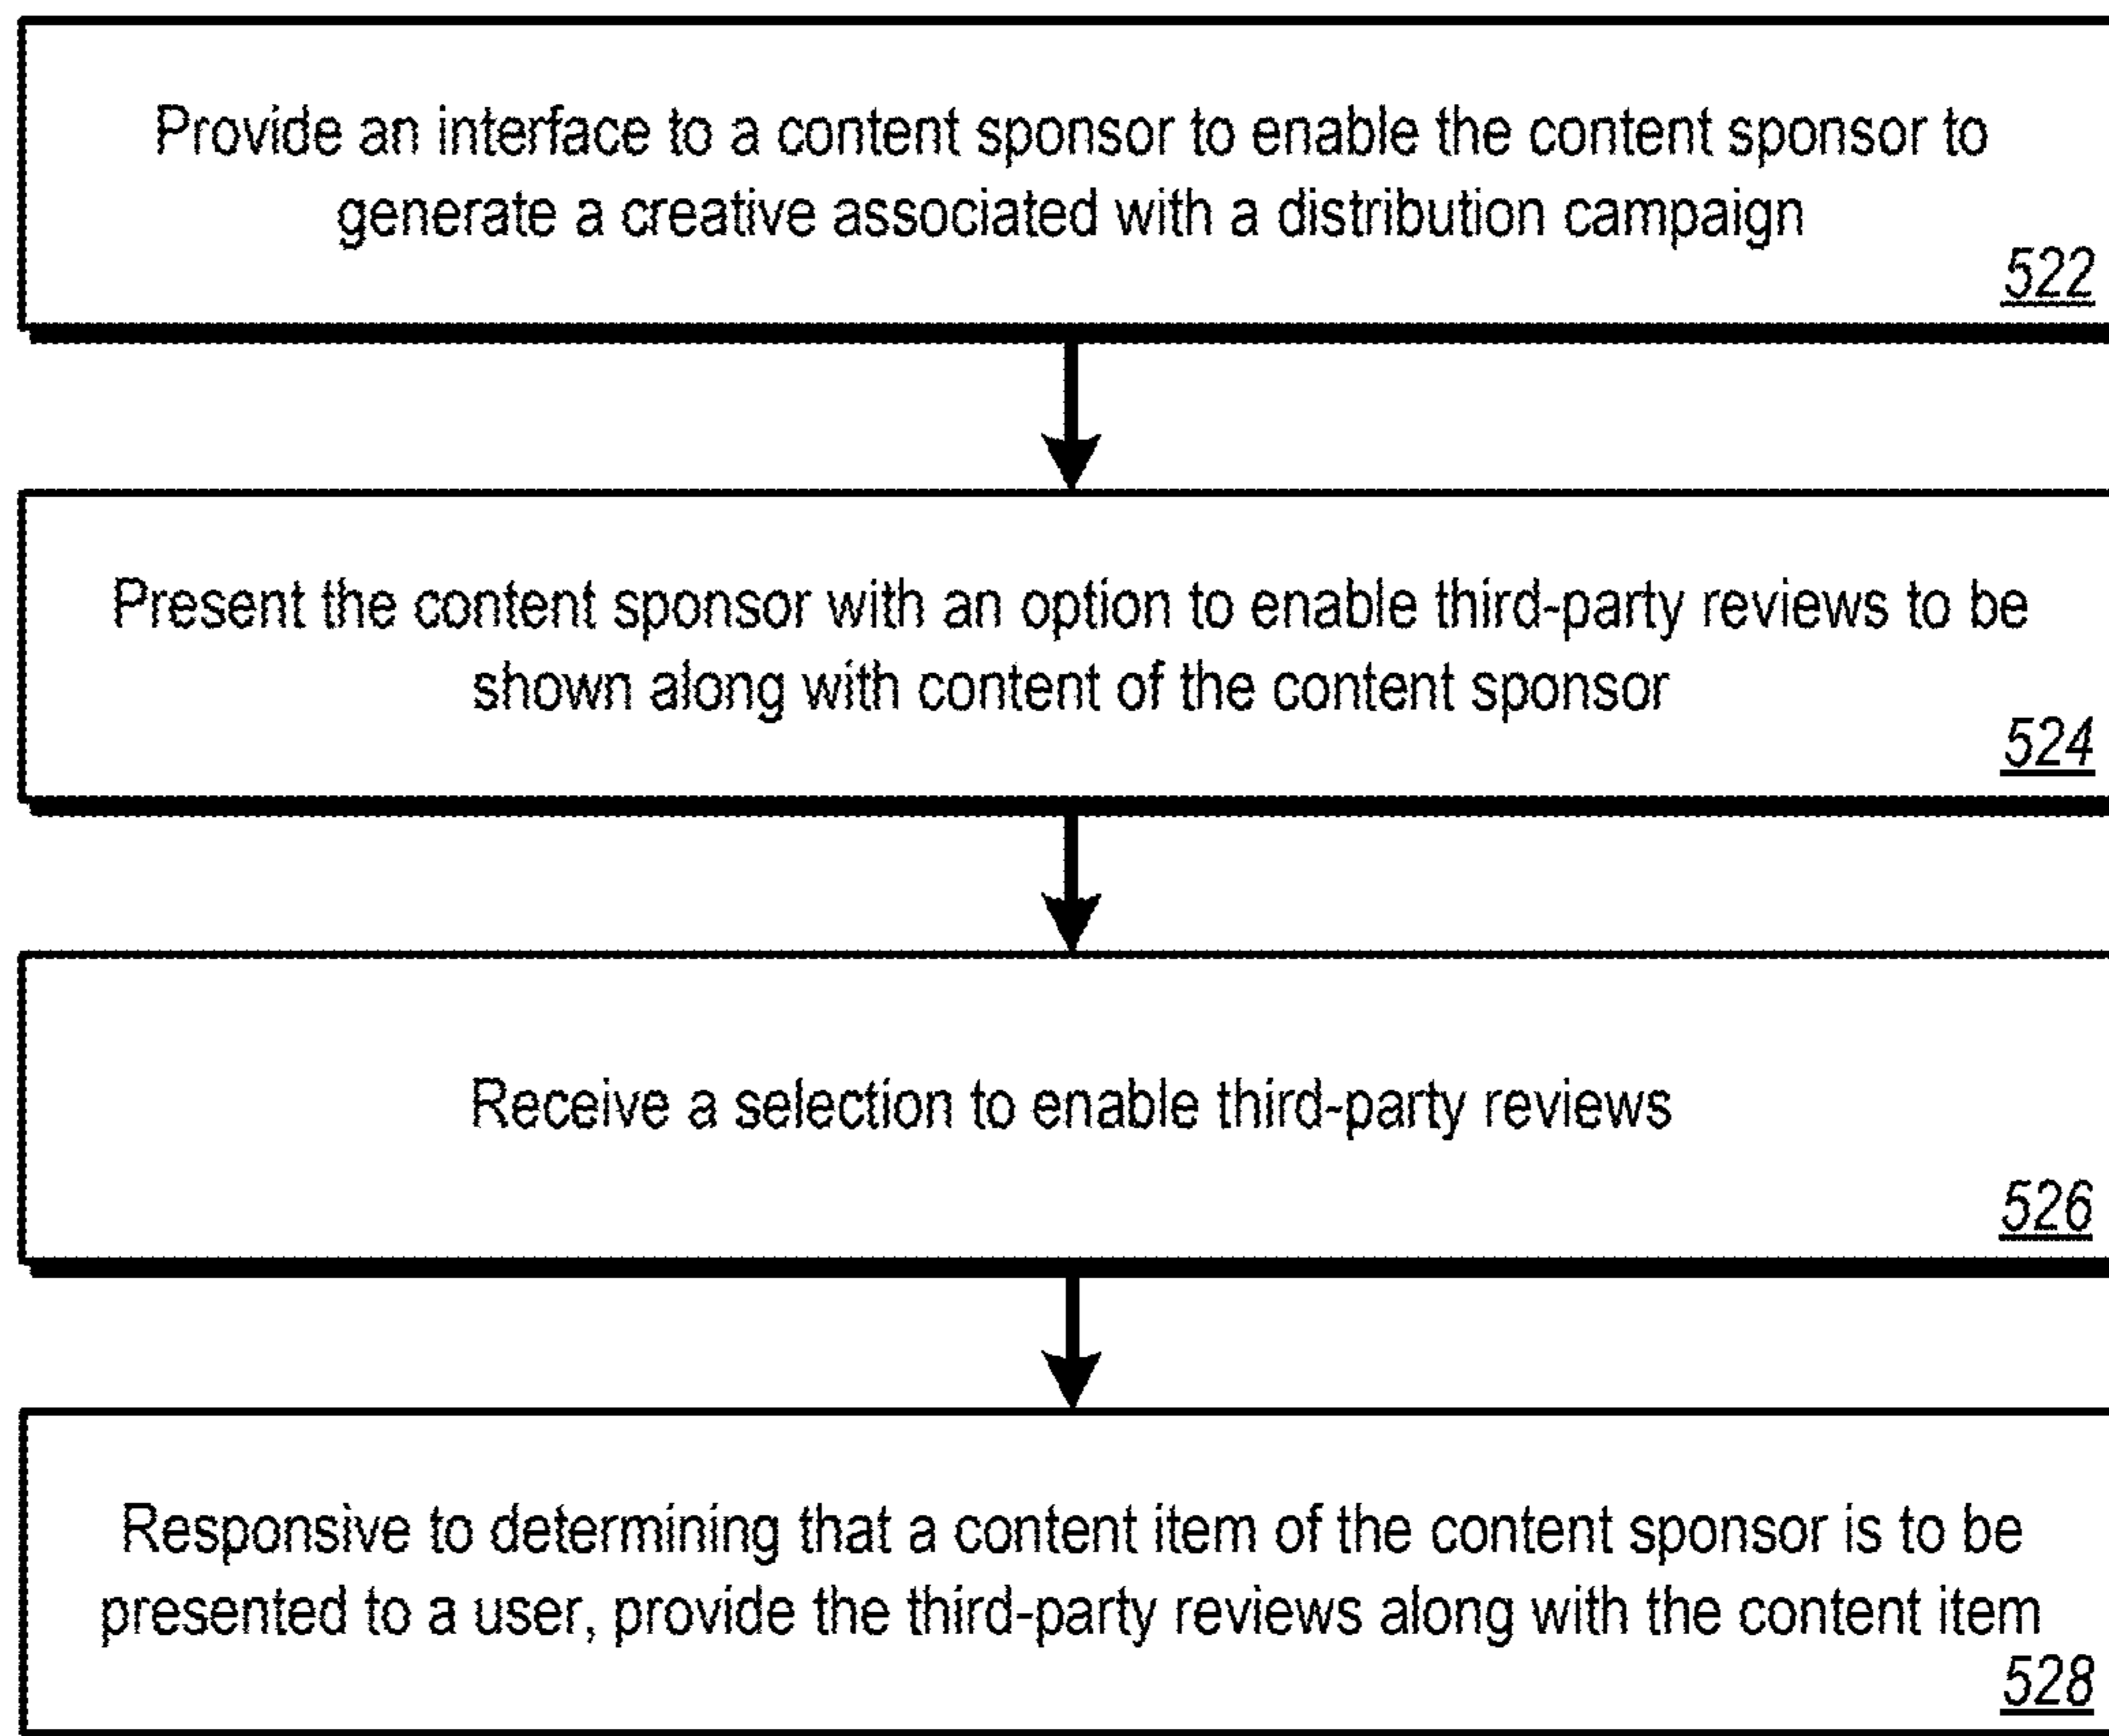 Provide an interface to a content sponsor to enable the content sponsor to
generate a creative associated with a distribution campaign
522
Present the content sponsor with an option to enable third-party reviews to be
shown along with content of the content sponsor
524
Receive a selection to enable third-party reviews
526
Responsive to determining that a content item of the content sponsor is to be
presented to a user, provide the third-party reviews along with the content item
528